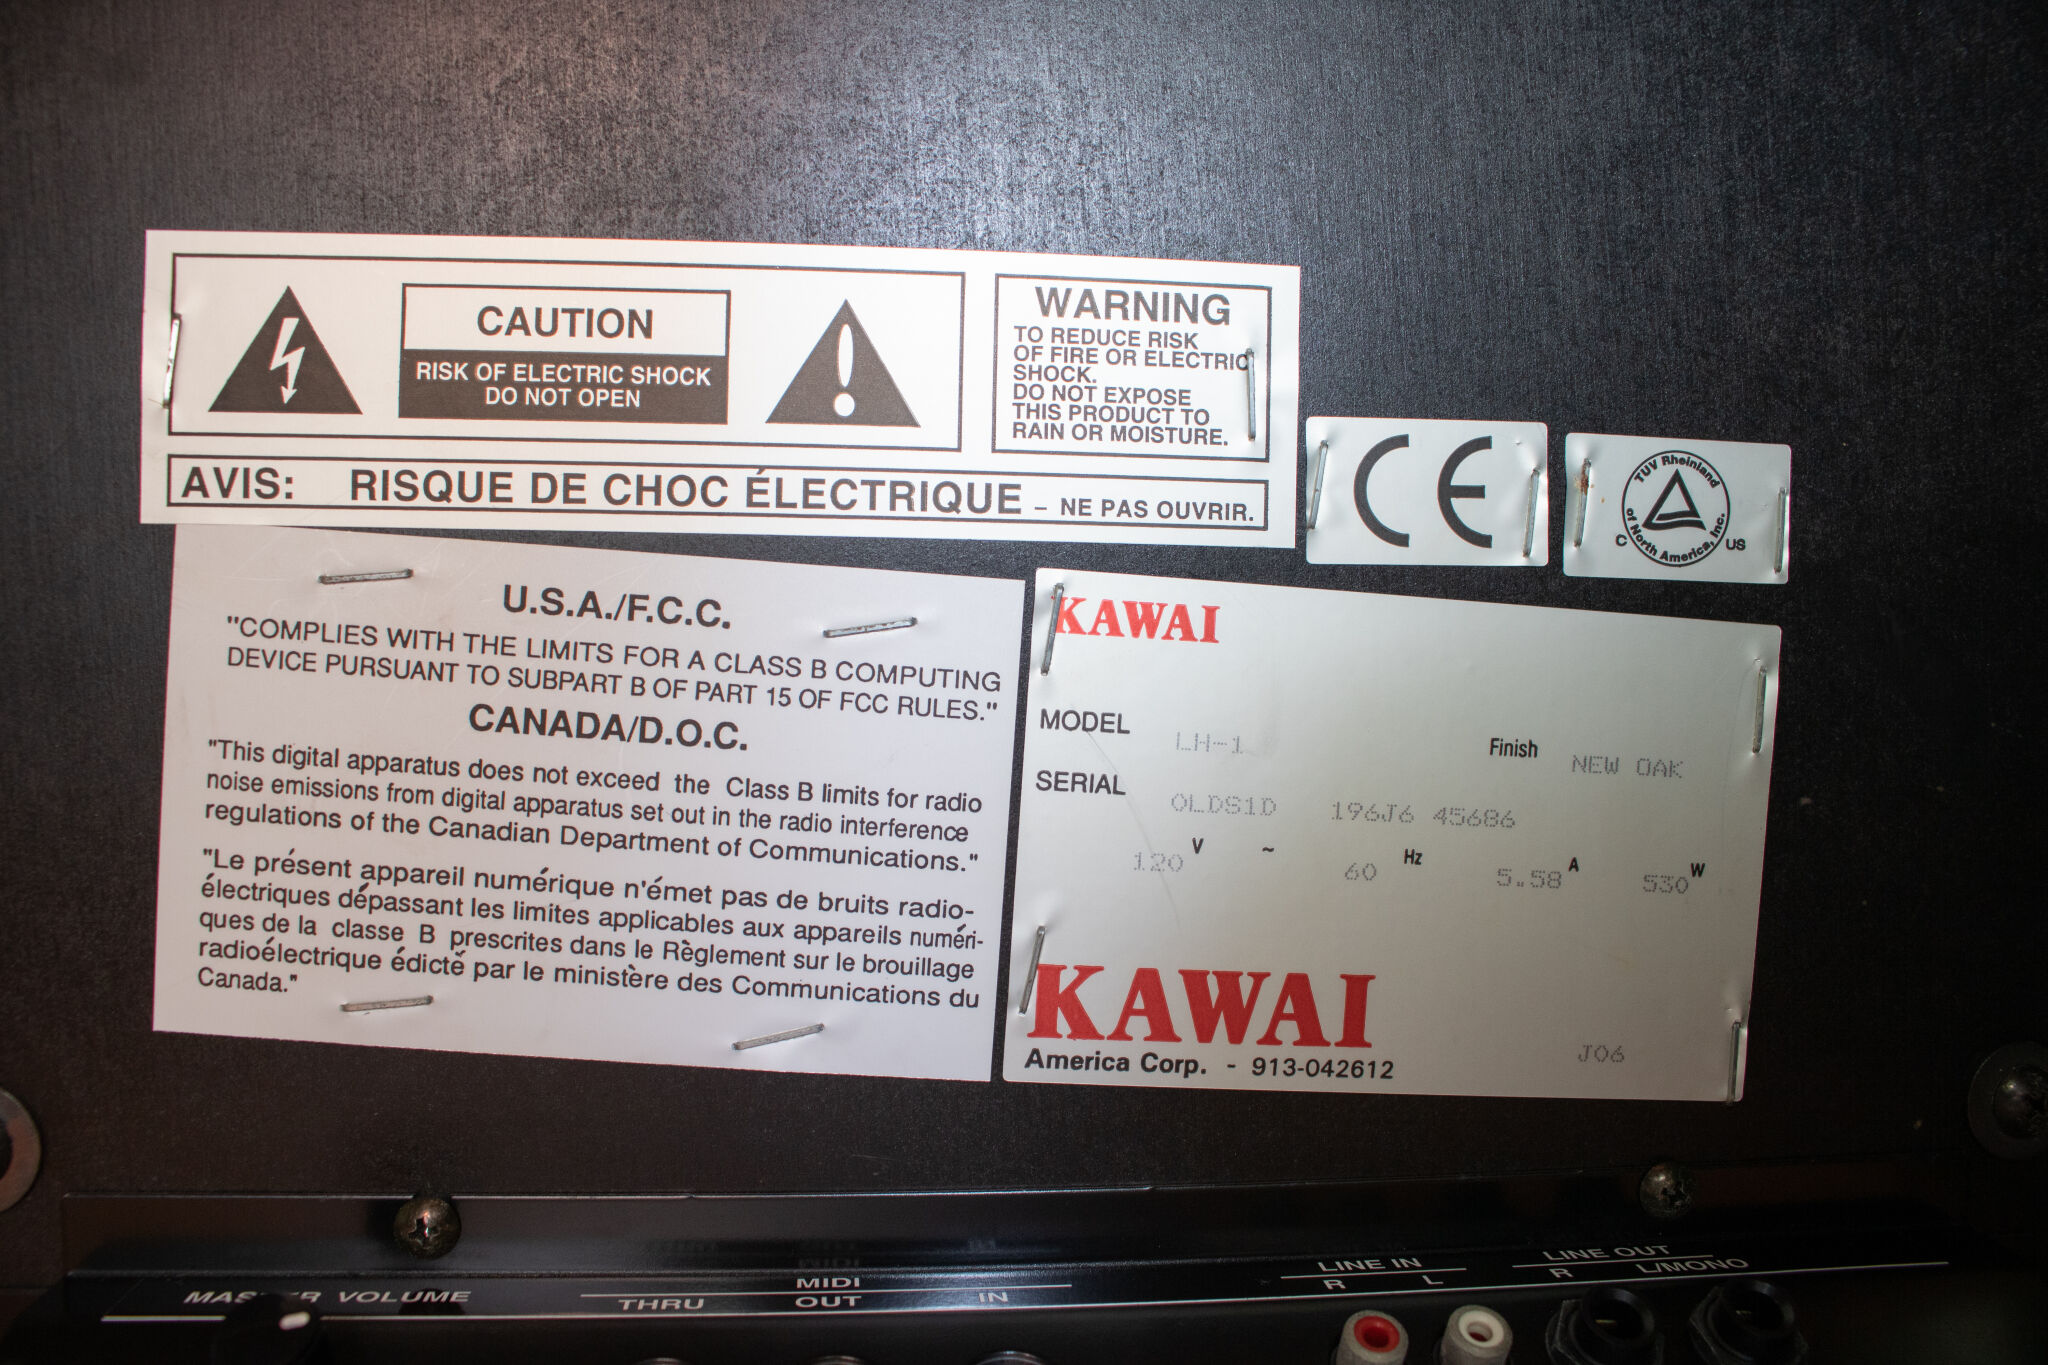 CAUTION
RISK OF ELECTRIC SHOCK
DO NOT OPEN
WARNING
TO REDUCE RISK
OF FIRE OR ELECTRIC
SHOCK.
DO NOT EXPOSE
THIS PRODUCT TO
RAIN OR MOISTURE.
AVIS: RISQUE DE CHOC ÉLECTRIQUE – NE PAS OUVRIR.
CE
TUV Rheinland
of North America, Inc.
C US
U.S.A./F.C.C.
"COMPLIES WITH THE LIMITS FOR A CLASS B COMPUTING
DEVICE PURSUANT TO SUBPART B OF PART 15 OF FCC RULES."
CANADA/D.O.C.
"This digital apparatus does not exceed the Class B limits for radio
noise emissions from digital apparatus set out in the radio interference
regulations of the Canadian Department of Communications."
"Le présent appareil numérique n'émet pas de bruits radio-
électriques dépassant les limites applicables aux appareils numéri-
ques de la classe B prescrites dans le Règlement sur le brouillage
radioélectrique édicté par le ministère des Communications du
Canada."
KAWAI
MODEL LH-1 Finish NEW OAK
SERIAL OLDS1D 196J6 45686
120 V ~ 60 Hz 5.58 A 530 W
KAWAI
America Corp. - 913-042612
J06
MASTER VOLUME
MIDI
THRU OUT IN
LINE IN
R L
LINE OUT
R L/MONO